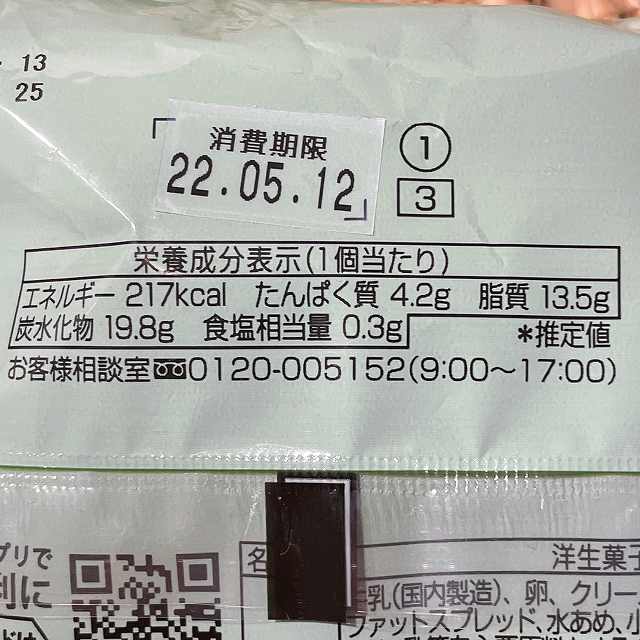 13
25
消費期限
22.05.12
1
3
栄養成分表示(1個当たり)
エネルギー 217kcal たんぱく質 4.2g 脂質 13.5g
炭水化物 19.8g 食塩相当量 0.3g
*推定値
お客様相談室 0120-005152(9:00〜17:00)
プリで
利に
名
洋生菓子
乳(国内製造)、卵、クリー
ファットスプレッド、水あめ、